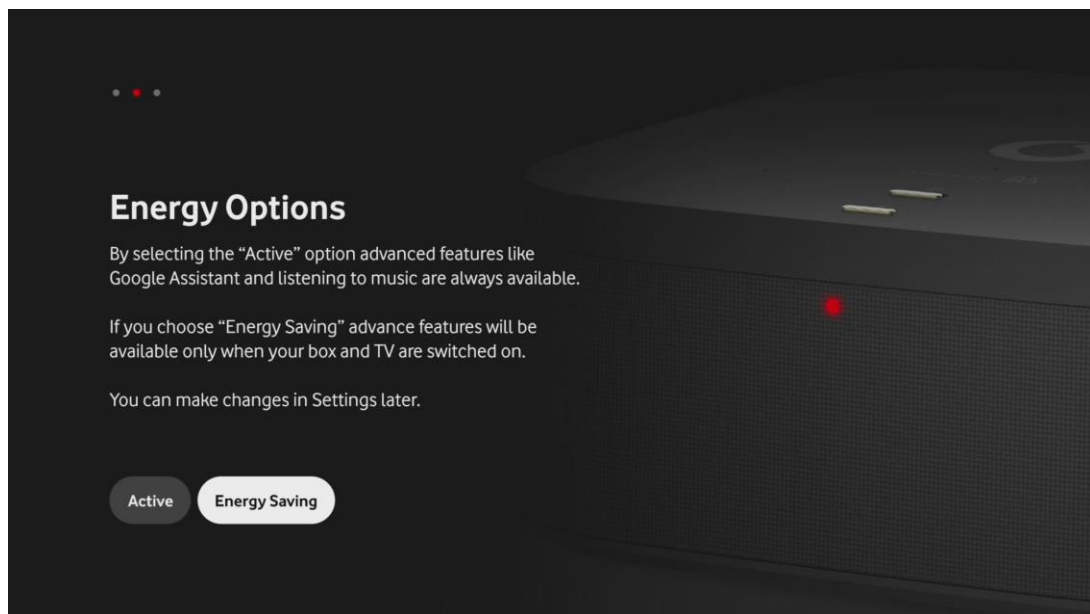 Energy Options
By selecting the “Active” option advanced features like
Google Assistant and listening to music are always available.
If you choose “Energy Saving” advance features will be
available only when your box and TV are switched on.
You can make changes in Settings later.
Active
Energy Saving